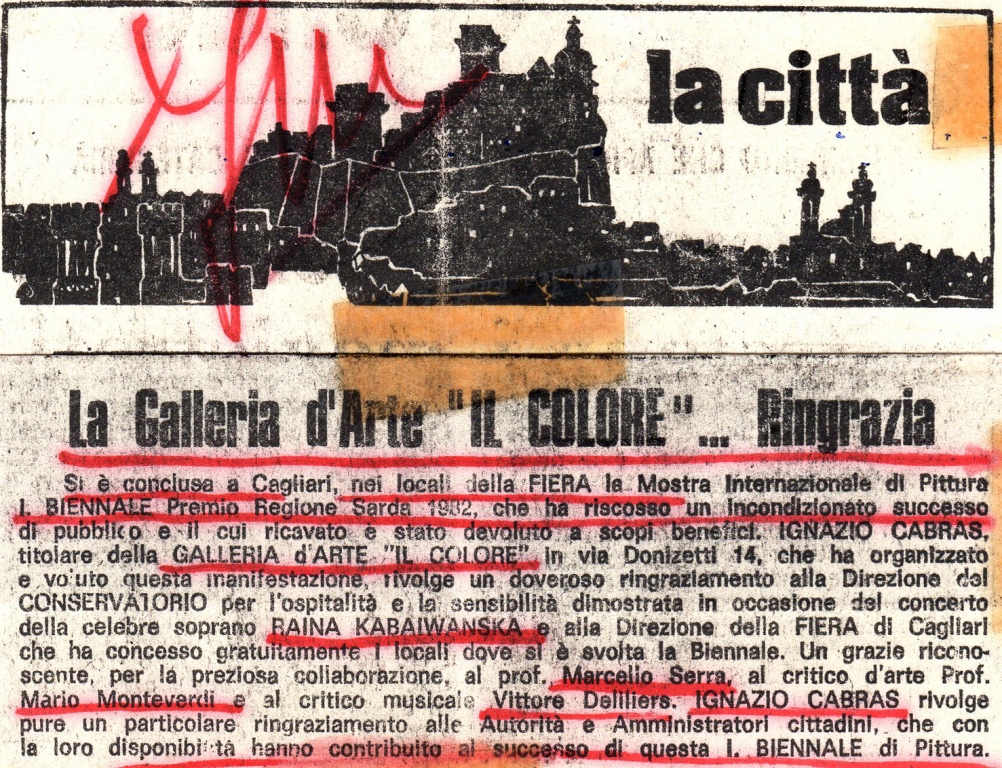 la città
La Galleria d'Arte "IL COLORE" ... Ringrazia
Si è conclusa a Cagliari, nei locali della FIERA la Mostra Internazionale di Pittura
I. BIENNALE Premio Regione Sarda 1982, che ha riscosso un incondizionato successo
di pubblico e il cui ricavato è stato devoluto a scopi benefici. IGNAZIO CABRAS,
titolare della GALLERIA d'ARTE "IL COLORE" in via Donizetti 14, che ha organizzato
e voluto questa manifestazione, rivolge un doveroso ringraziamento alla Direzione del
CONSERVATORIO per l'ospitalità e la sensibilità dimostrata in occasione del concerto
della celebre soprano RAINA KABAIWANSKA e alla Direzione della FIERA di Cagliari
che ha concesso gratuitamente i locali dove si è svolta la Biennale. Un grazie ricono-
scente, per la preziosa collaborazione, al prof. Marcello Serra, al critico d'arte Prof.
Mario Monteverdi e al critico musicale Vittore Delliers. IGNAZIO CABRAS rivolge
pure un particolare ringraziamento alle Autorità e Amministratori cittadini, che con
la loro disponibilità hanno contribuito al successo di questa I. BIENNALE di Pittura.